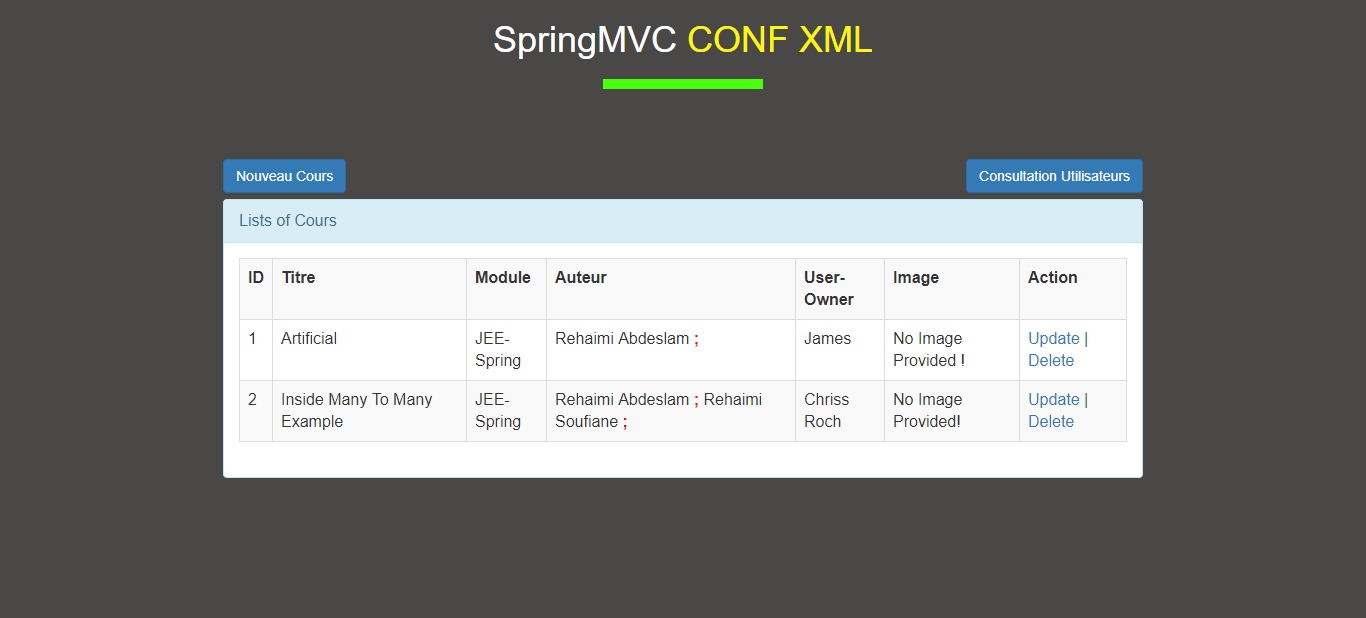 SpringMVC CONF XML
Nouveau Cours
Consultation Utilisateurs
Lists of Cours
ID
Titre
Module
Auteur
User-
Owner
Image
Action
1
Artificial
JEE-
Spring
Rehaimi Abdeslam ;
James
No Image
Provided !
Update |
Delete
2
Inside Many To Many
Example
JEE-
Spring
Rehaimi Abdeslam ; Rehaimi
Soufiane ;
Chriss
Roch
No Image
Provided!
Update |
Delete